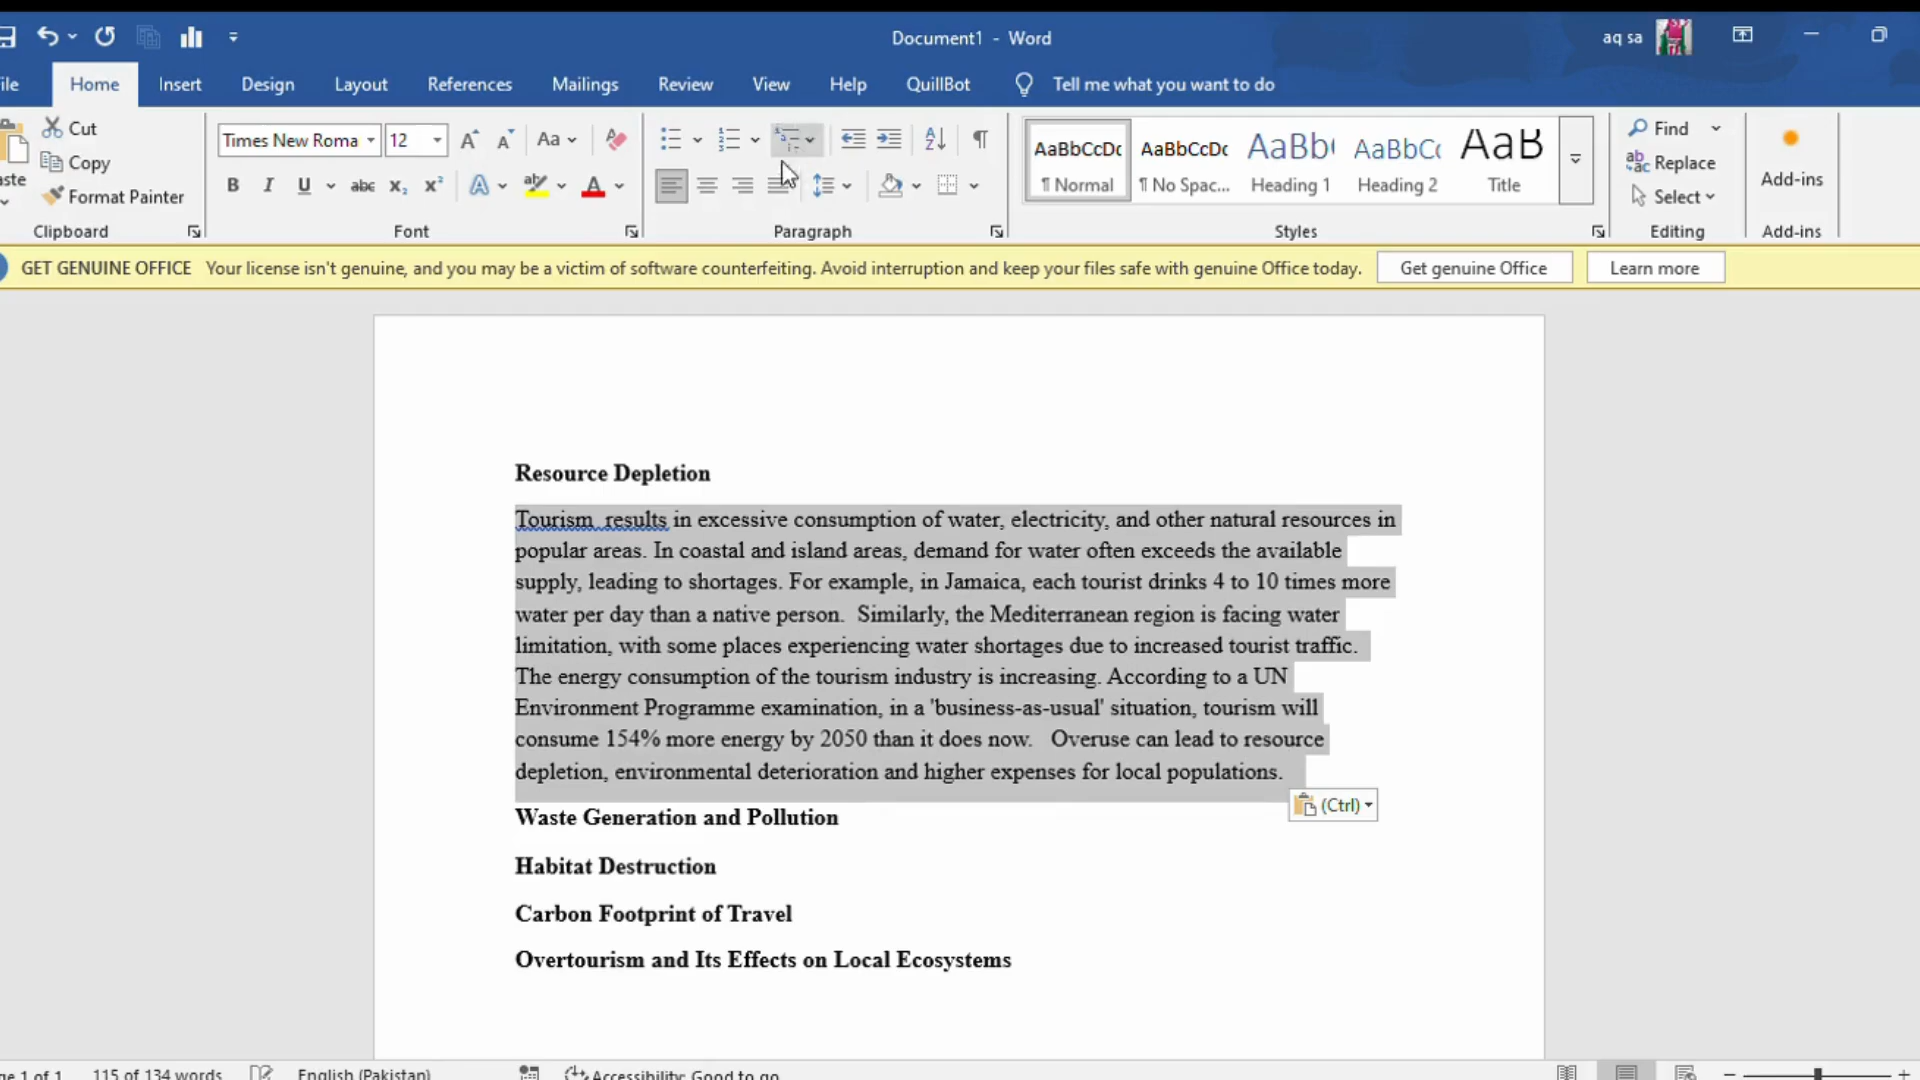 Document1 - Word
aq sa
ile
Home
Insert
Design
Layout
References
Mailings
Review
View
Help
QuillBot
Tell me what you want to do
Cut
Copy
Format Painter
aste
Clipboard
Times New Roma
12
Aa
B I U abc x₂ x²
Font
Paragraph
AaBbCcDc
¶ Normal
AaBbCcDc
¶ No Spac...
AaBb(
Heading 1
AaBbC(
Heading 2
AaB
Title
Styles
Find
Replace
Select
Editing
Add-ins
Add-ins
GET GENUINE OFFICE Your license isn't genuine, and you may be a victim of software counterfeiting. Avoid interruption and keep your files safe with genuine Office today.
Get genuine Office
Learn more
Resource Depletion
Tourism  results in excessive consumption of water, electricity, and other natural resources in
popular areas. In coastal and island areas, demand for water often exceeds the available
supply, leading to shortages. For example, in Jamaica, each tourist drinks 4 to 10 times more
water per day than a native person.  Similarly, the Mediterranean region is facing water
limitation, with some places experiencing water shortages due to increased tourist traffic.
The energy consumption of the tourism industry is increasing. According to a UN
Environment Programme examination, in a 'business-as-usual' situation, tourism will
consume 154% more energy by 2050 than it does now.   Overuse can lead to resource
depletion, environmental deterioration and higher expenses for local populations.
(Ctrl)
Waste Generation and Pollution
Habitat Destruction
Carbon Footprint of Travel
Overtourism and Its Effects on Local Ecosystems
ge 1 of 1
115 of 134 words
English (Pakistan)
Accessibility: Good to go